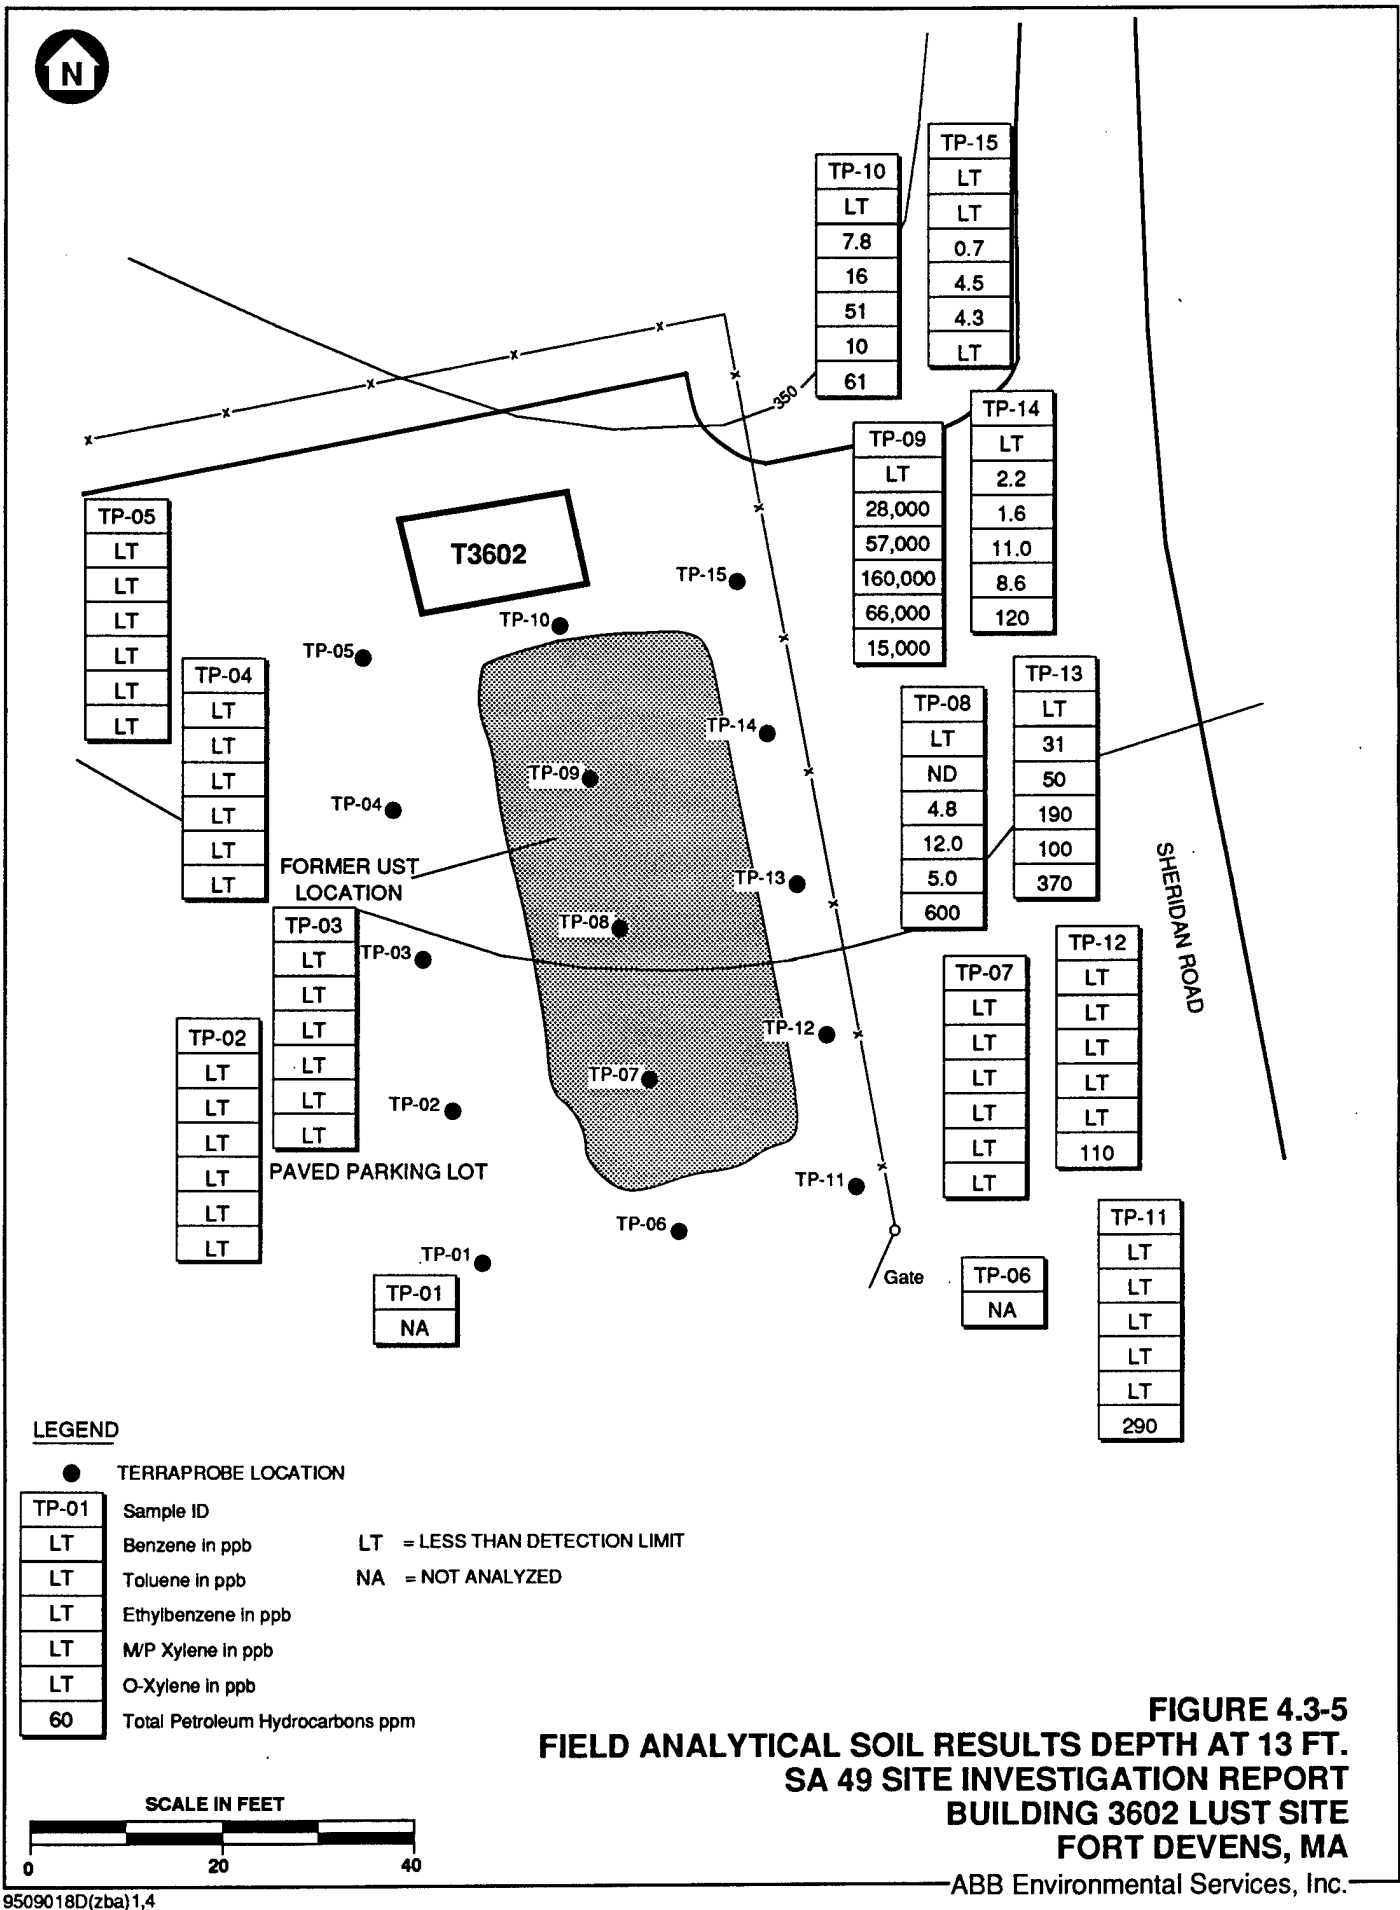 N
TP-15
LT
LT
0.7
4.5
4.3
LT
TP-10
LT
7.8
16
51
10
61
350
TP-14
LT
2.2
1.6
11.0
8.6
120
TP-09
LT
28,000
57,000
160,000
66,000
15,000
TP-05
LT
LT
LT
LT
LT
LT
T3602
TP-15
TP-10
TP-05
TP-04
LT
LT
LT
LT
LT
LT
TP-13
LT
31
50
190
100
370
TP-08
LT
ND
4.8
12.0
5.0
600
TP-14
TP-09
TP-04
FORMER UST
LOCATION
TP-13
TP-08
TP-03
SHERIDAN ROAD
TP-03
LT
LT
LT
LT
LT
LT
TP-12
LT
LT
LT
LT
LT
110
TP-07
LT
LT
LT
LT
LT
LT
TP-02
LT
LT
LT
LT
LT
LT
TP-12
TP-07
TP-02
PAVED PARKING LOT
TP-11
TP-06
TP-01
TP-01
NA
Gate
TP-06
NA
TP-11
LT
LT
LT
LT
LT
290
LEGEND
TERRAPROBE LOCATION
TP-01 Sample ID
LT Benzene in ppb
LT Toluene in ppb
LT Ethylbenzene in ppb
LT M/P Xylene in ppb
LT O-Xylene in ppb
60 Total Petroleum Hydrocarbons ppm
LT = LESS THAN DETECTION LIMIT
NA = NOT ANALYZED
SCALE IN FEET
0 20 40
FIGURE 4.3-5
FIELD ANALYTICAL SOIL RESULTS DEPTH AT 13 FT.
SA 49 SITE INVESTIGATION REPORT
BUILDING 3602 LUST SITE
FORT DEVENS, MA
ABB Environmental Services, Inc.
9509018D(zba)1,4